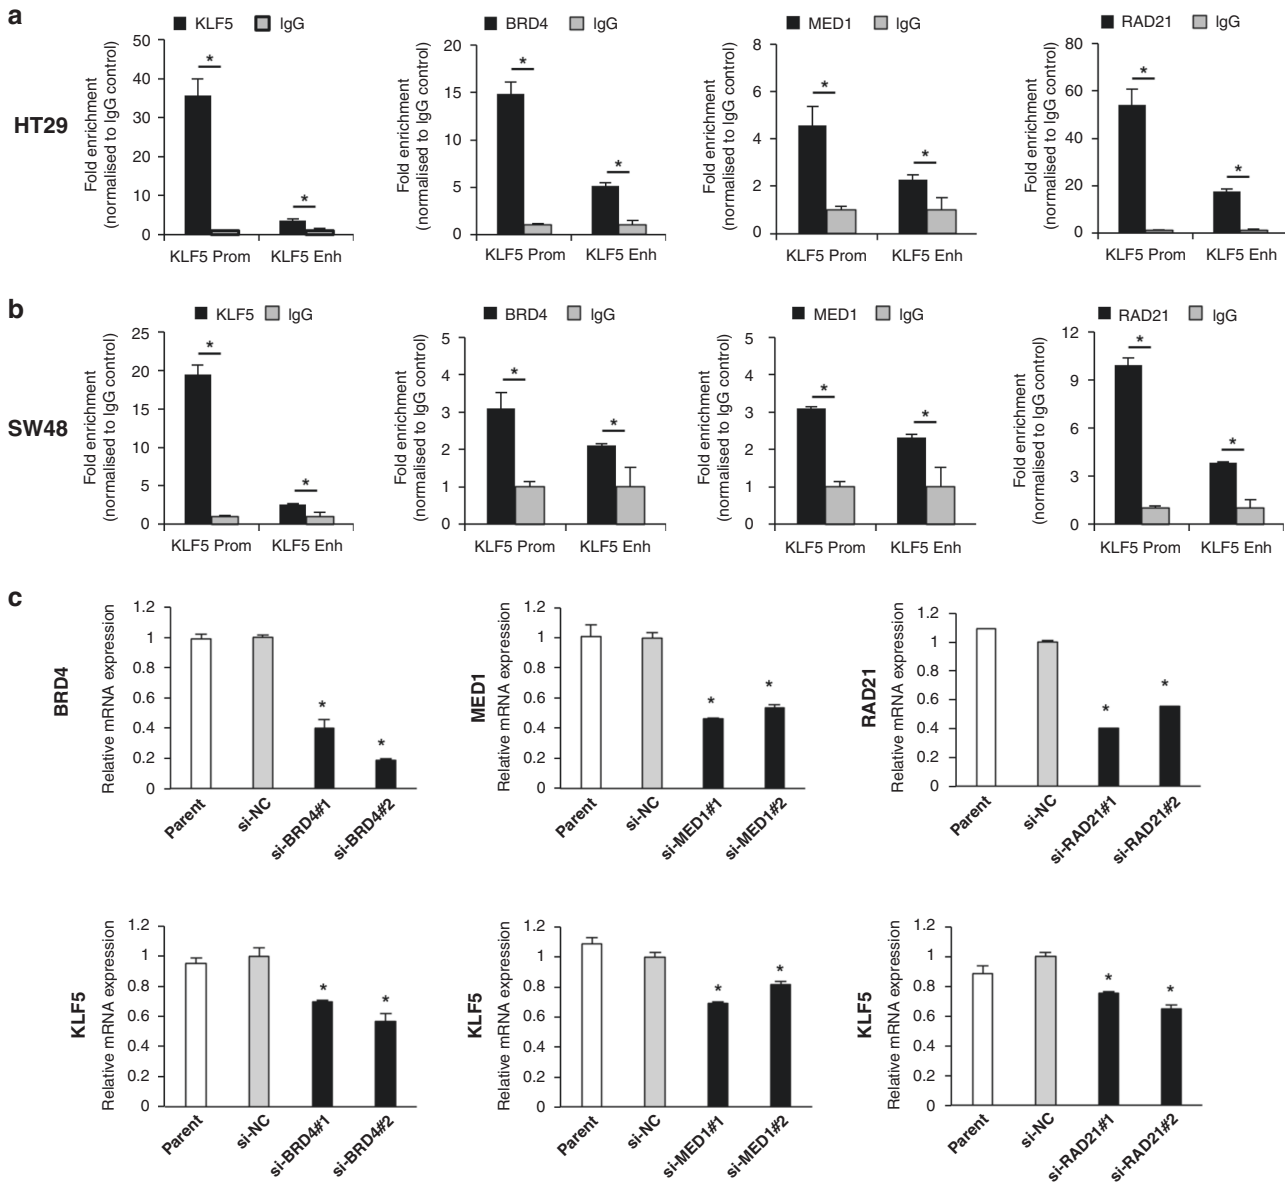 a
KLF5 IgG
BRD4 IgG
MED1 IgG
RAD21 IgG
HT29
Fold enrichment
(normalised to IgG control)
50
40
30
20
10
0
KLF5 Prom KLF5 Enh
Fold enrichment
(normalised to IgG control)
20
15
10
5
0
KLF5 Prom KLF5 Enh
Fold enrichment
(normalised to IgG control)
8
6
4
2
0
KLF5 Prom KLF5 Enh
Fold enrichment
(normalised to IgG control)
80
60
40
20
0
KLF5 Prom KLF5 Enh
*
*
*
*
*
*
*
*
b
KLF5 IgG
BRD4 IgG
MED1 IgG
RAD21 IgG
SW48
Fold enrichment
(normalised to IgG control)
25
20
15
10
5
0
KLF5 Prom KLF5 Enh
Fold enrichment
(normalised to IgG control)
5
4
3
2
1
0
KLF5 Prom KLF5 Enh
Fold enrichment
(normalised to IgG control)
5
4
3
2
1
0
KLF5 Prom KLF5 Enh
Fold enrichment
(normalised to IgG control)
12
9
6
3
0
KLF5 Prom KLF5 Enh
*
*
*
*
*
*
*
*
c
BRD4
Relative mRNA expression
1.2
1
0.8
0.6
0.4
0.2
0
*
*
Parent
si-NC
si-BRD4#1
si-BRD4#2
MED1
Relative mRNA expression
1.2
1
0.8
0.6
0.4
0.2
0
*
*
Parent
si-NC
si-MED1#1
si-MED1#2
RAD21
Relative mRNA expression
1.2
1
0.8
0.6
0.4
0.2
0
*
*
Parent
si-NC
si-RAD21#1
si-RAD21#2
KLF5
Relative mRNA expression
1.2
1
0.8
0.6
0.4
0.2
0
*
*
Parent
si-NC
si-BRD4#1
si-BRD4#2
KLF5
Relative mRNA expression
1.2
1
0.8
0.6
0.4
0.2
0
*
*
Parent
si-NC
si-MED1#1
si-MED1#2
KLF5
Relative mRNA expression
1.2
1
0.8
0.6
0.4
0.2
0
*
*
Parent
si-NC
si-RAD21#1
si-RAD21#2